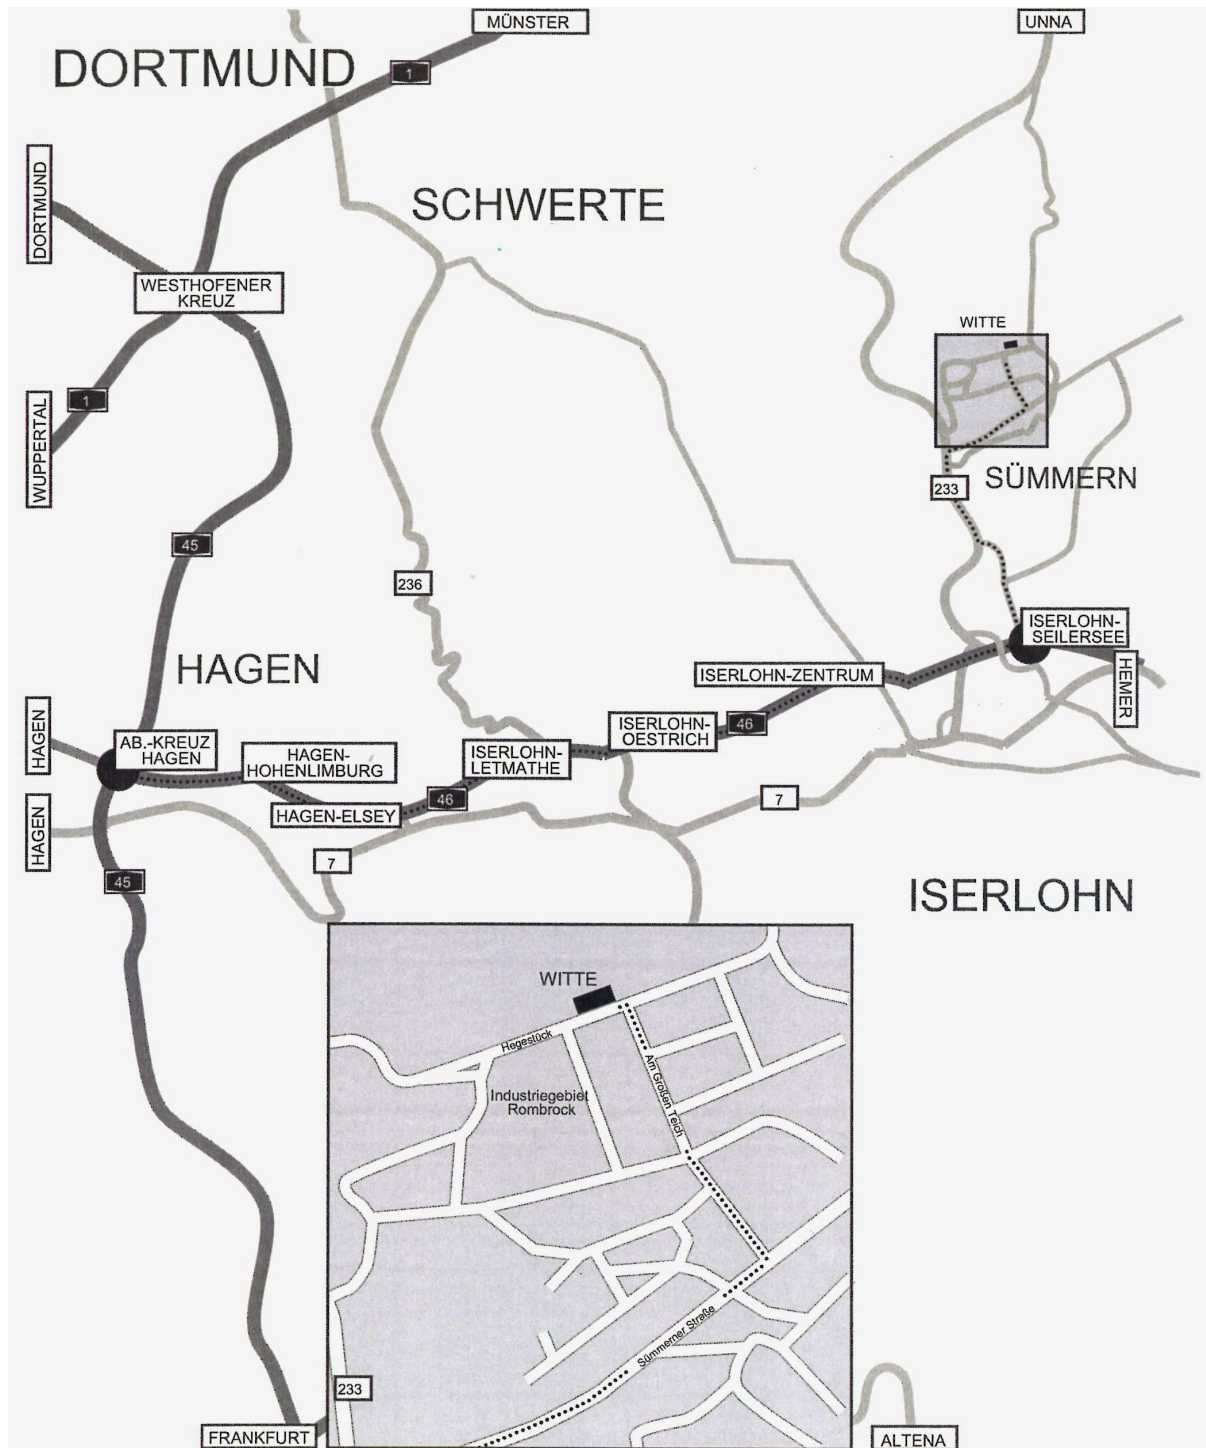 MÜNSTER
UNNA
DORTMUND
1
DORTMUND
SCHWERTE
WESTHOFENER
KREUZ
WITTE
1
WUPPERTAL
SÜMMERN
233
45
236
ISERLOHN-
SEILERSEE
HAGEN
ISERLOHN-ZENTRUM
HEMER
HAGEN
AB.-KREUZ
HAGEN
ISERLOHN-
OESTRICH
46
HAGEN-
HOHENLIMBURG
ISERLOHN-
LETMATHE
46
7
HAGEN
HAGEN-ELSEY
7
45
ISERLOHN
WITTE
Hegestück
Am Großen Teich
Industriegebiet
Rombrock
Sümmerner Straße
233
FRANKFURT
ALTENA